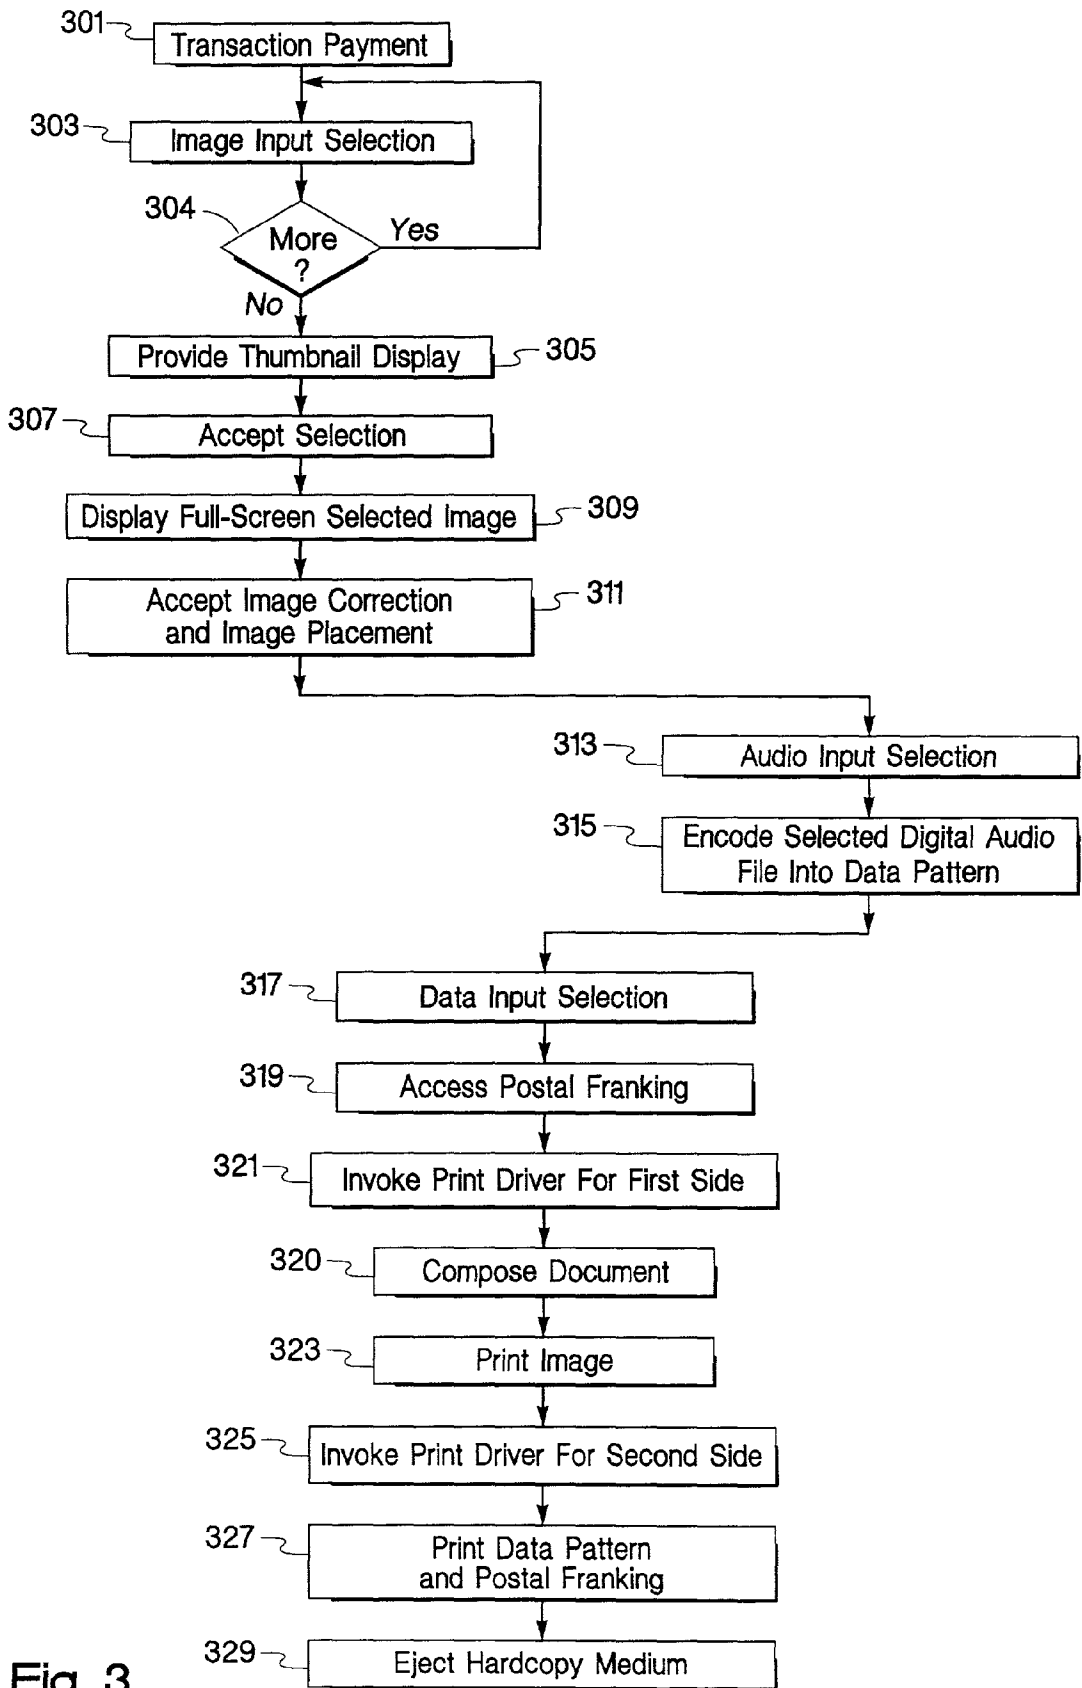 301
Transaction Payment
303
Image Input Selection
304
More
?
Yes
No
Provide Thumbnail Display
305
307
Accept Selection
Display Full-Screen Selected Image
309
Accept Image Correction
and Image Placement
311
313
Audio Input Selection
315
Encode Selected Digital Audio
File Into Data Pattern
317
Data Input Selection
319
Access Postal Franking
321
Invoke Print Driver For First Side
320
Compose Document
323
Print Image
325
Invoke Print Driver For Second Side
327
Print Data Pattern
and Postal Franking
329
Eject Hardcopy Medium
Fig. 3